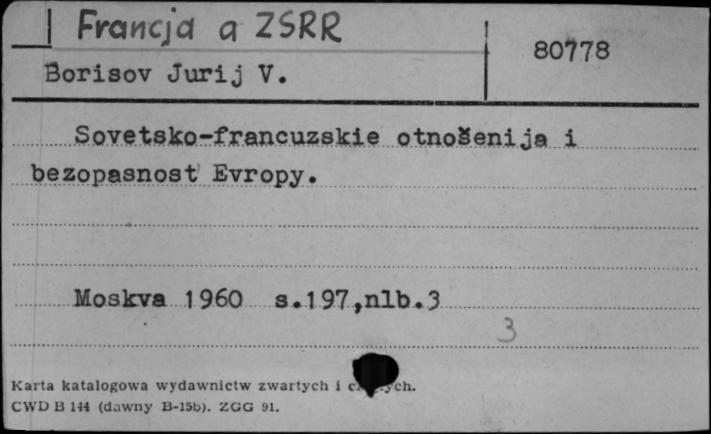 Francja a ZSRR
80778
Borisov Jurij V.
Sovetsko-francuzskie otnošenija i
bezopasnost' Evropy.
Moskva 1960 s.197,nlb.3
3
Karta katalogowa wydawnictw zwartych i
CWD B 144 (dawny B-15b). ZGG 91.